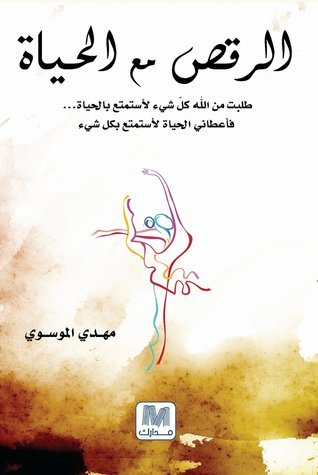 الرقص مع الحياة
طلبت من الله كلّ شيء لأستمتع بالحياة...
فأعطاني الحياة لأستمتع بكل شيء
مهدي الموسوي
مدارك